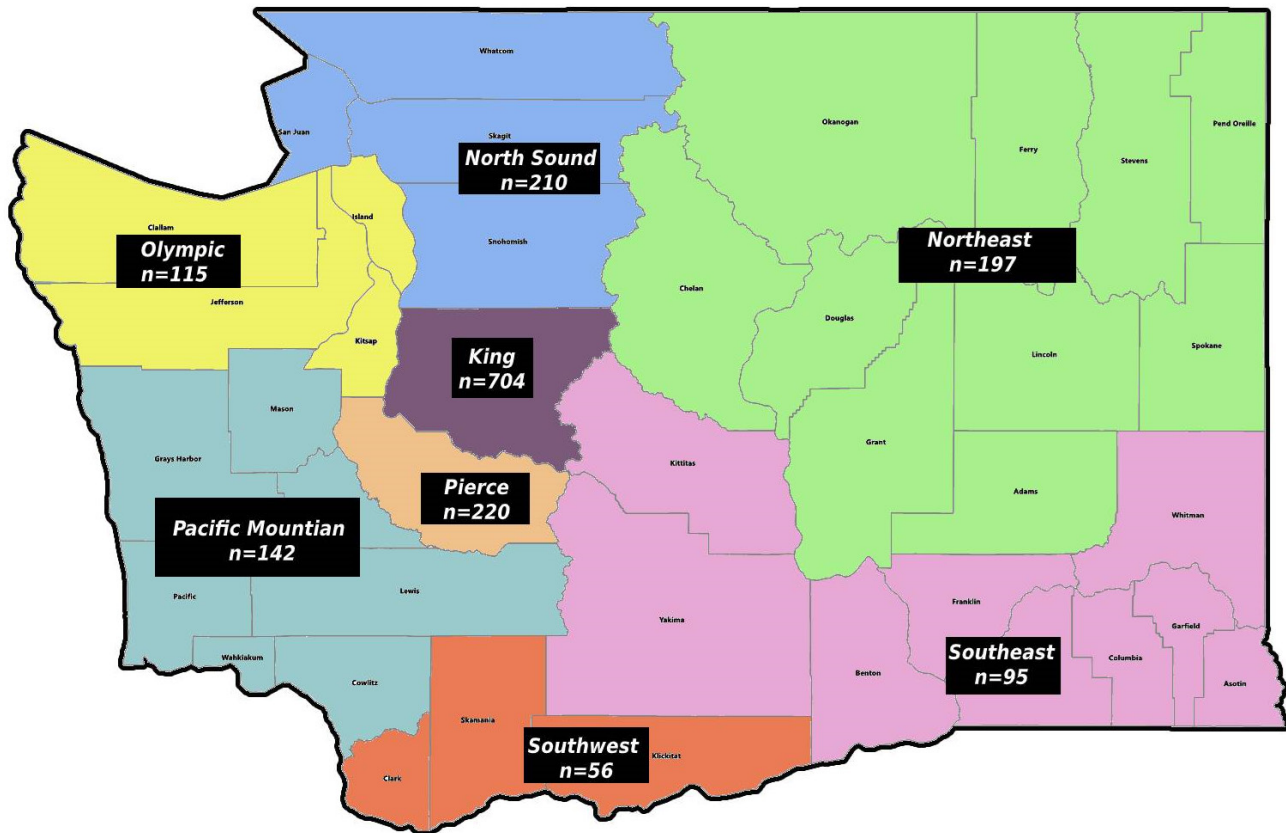 Whatcom
San Juan
Skagit
North Sound
n=210
Snohomish
Okanogan
Ferry
Stevens
Pend Oreille
Clallam
Island
Olympic
n=115
Jefferson
Kitsap
Northeast
n=197
Chelan
Douglas
Lincoln
Spokane
Grant
Adams
King
n=704
Mason
Grays Harbor
Pierce
n=220
Kittitas
Whitman
Pacific Mountian
n=142
Pacific
Lewis
Wahkiakum
Cowlitz
Yakima
Benton
Franklin
Southeast
n=95
Columbia
Garfield
Asotin
Skamania
Southwest
n=56
Klickitat
Clark